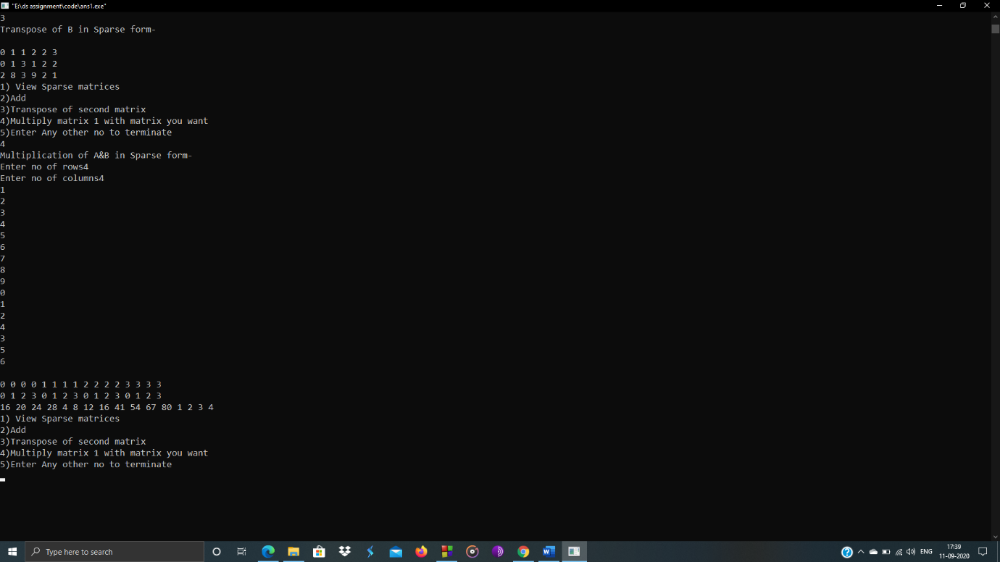 "E:\ds assignment\code\ans1.exe"
3
Transpose of B in Sparse form-
0 1 1 2 2 3
0 1 3 1 2 2
2 8 3 9 2 1
1) View Sparse matrices
2)Add
3)Transpose of second matrix
4)Multiply matrix 1 with matrix you want
5)Enter Any other no to terminate
4
Multiplication of A&B in Sparse form-
Enter no of rows4
Enter no of columns4
1
2
3
4
5
6
7
8
9
0
1
2
4
3
5
6
0 0 0 0 1 1 1 1 2 2 2 2 3 3 3 3
0 1 2 3 0 1 2 3 0 1 2 3 0 1 2 3
16 20 24 28 4 8 12 16 41 54 67 80 1 2 3 4
1) View Sparse matrices
2)Add
3)Transpose of second matrix
4)Multiply matrix 1 with matrix you want
5)Enter Any other no to terminate
Type here to search
ENG
17:39
11-09-2020